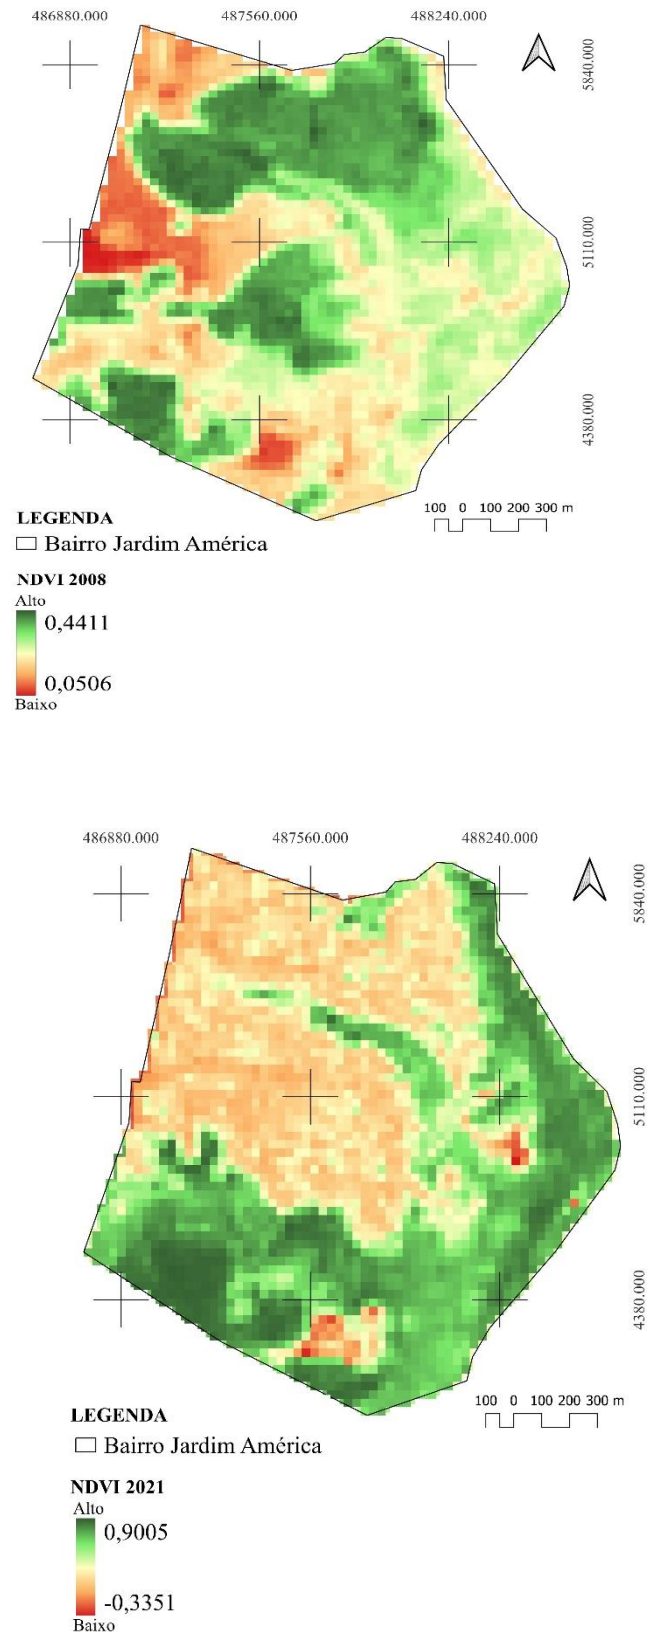 486880.000 487560.000 488240.000
5840.000
5110.000
4380.000
100 0 100 200 300 m
LEGENDA
Bairro Jardim América
NDVI 2008
Alto
0,4411
0,0506
Baixo
486880.000 487560.000 488240.000
5840.000
5110.000
4380.000
100 0 100 200 300 m
LEGENDA
Bairro Jardim América
NDVI 2021
Alto
0,9005
-0,3351
Baixo